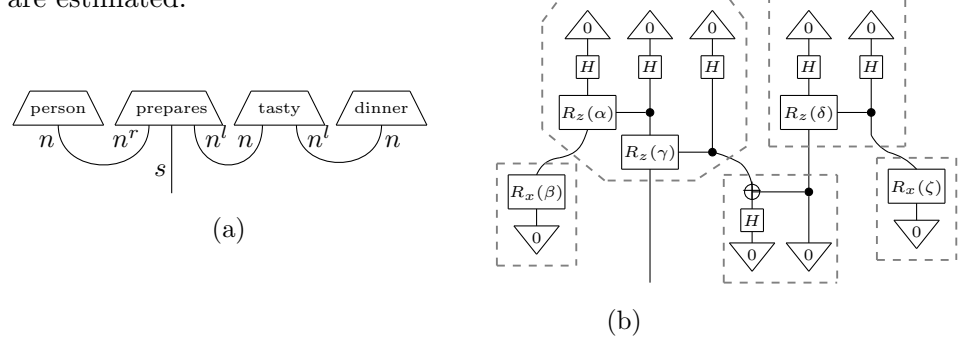 are estimated.
person prepares tasty dinner
n n^r s n^l n n^l n
(a)
0 0 0 0 0
H H H H H
R_z(α) R_z(δ)
R_z(γ)
R_x(β) R_x(ζ)
H
0 0 0 0
(b)